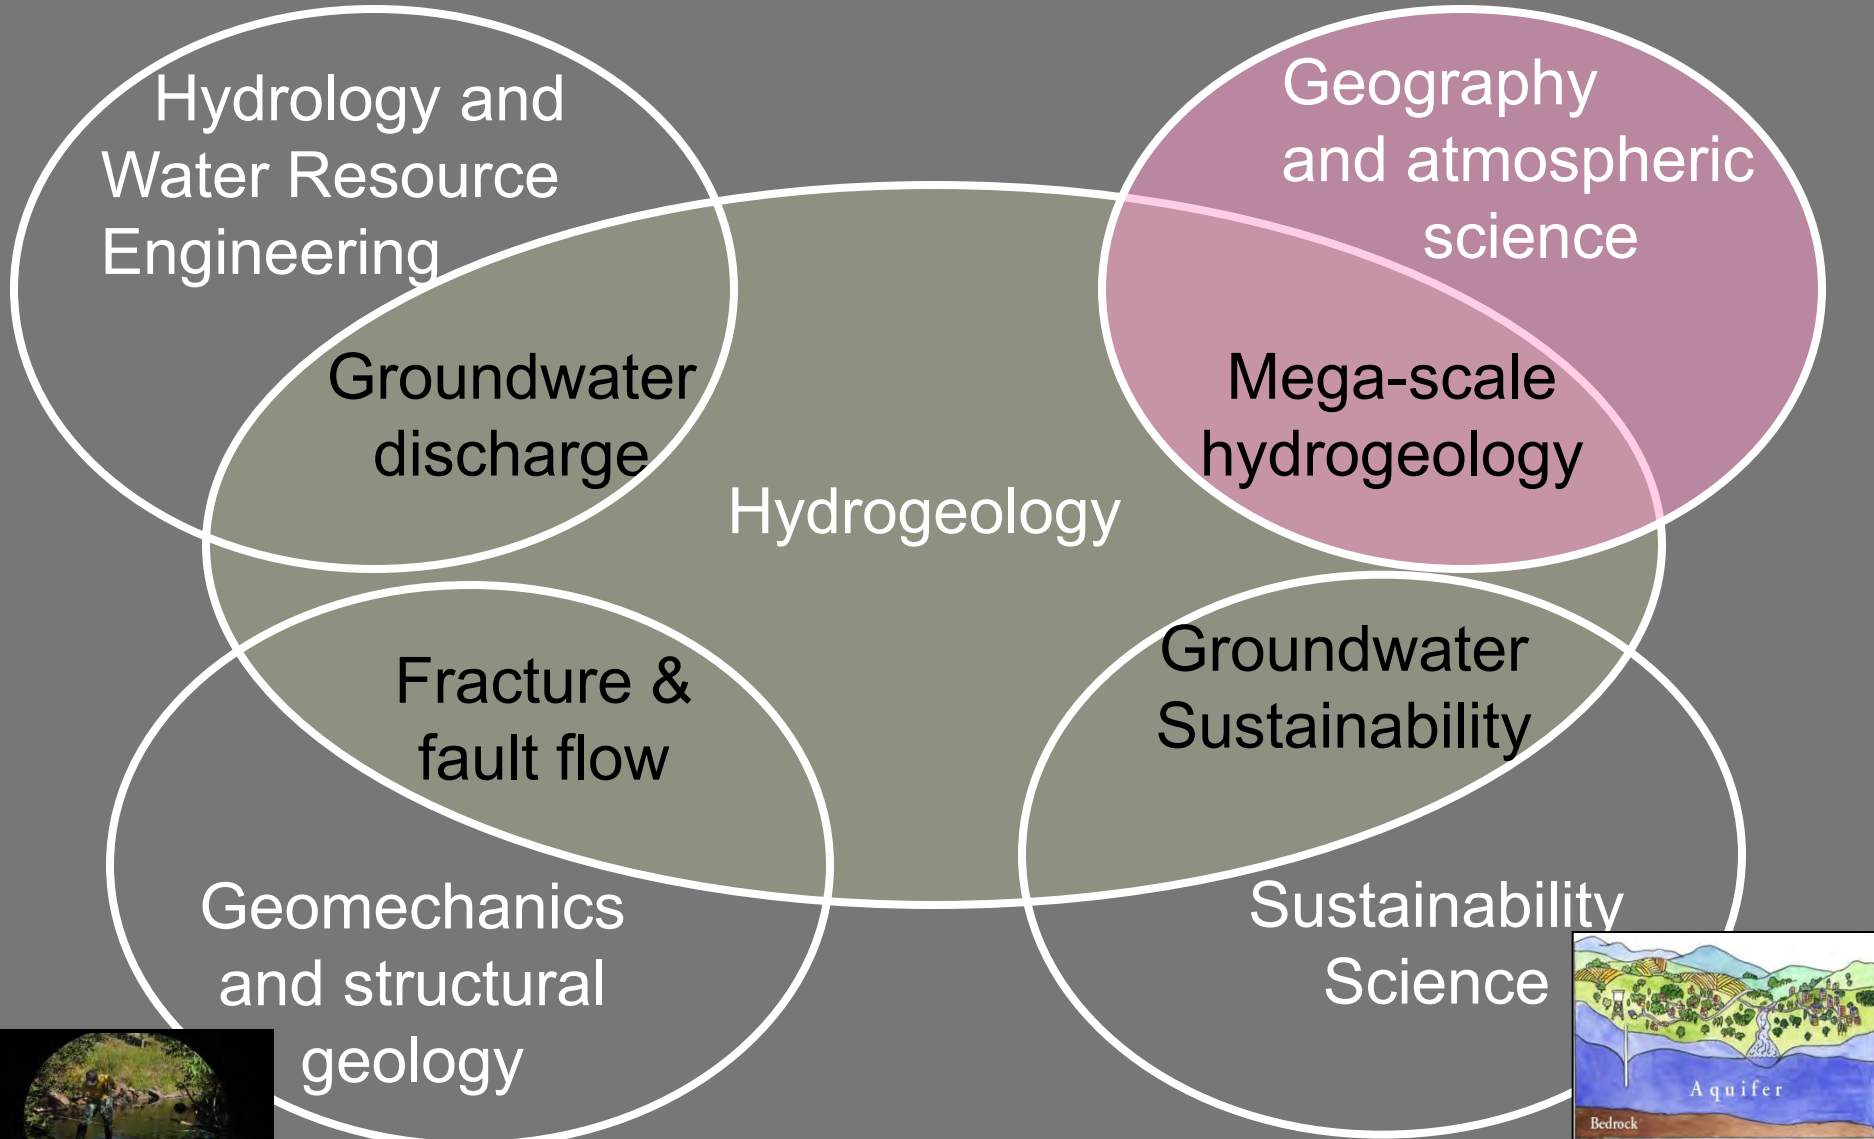 Hydrology and
Water Resource
Engineering
Geography
and atmospheric
science
Groundwater
discharge
Mega-scale
hydrogeology
Hydrogeology
Fracture &
fault flow
Groundwater
Sustainability
Geomechanics
and structural
geology
Sustainability
Science
Aquifer
Bedrock